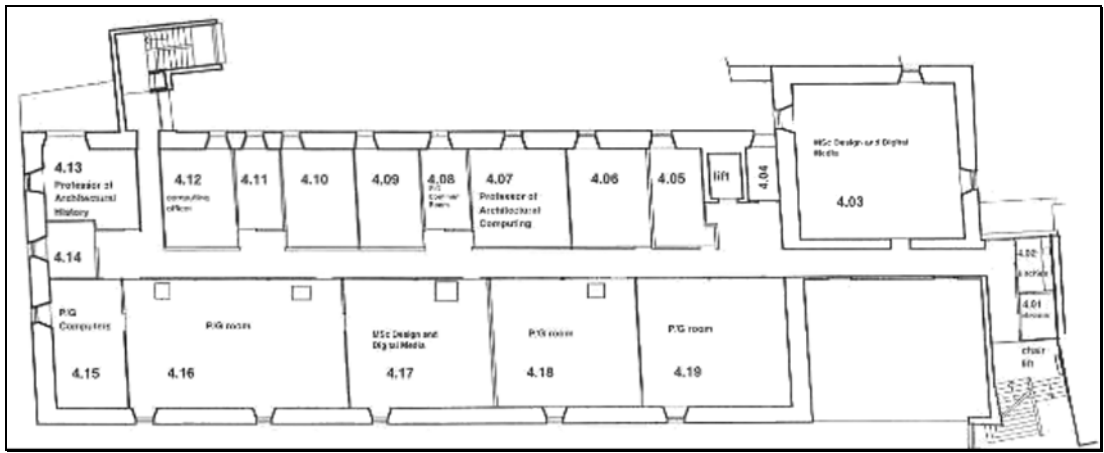 4.13
Professor of
Architectural
History
4.12
computing
officer
4.11
4.10
4.09
4.08
P/G
Common
Room
4.07
Professor of
Architectural
Computing
4.06
4.05
lift
4.04
MSc Design and Digital
Media
4.03
4.14
4.02
4.01
chair
lift
P/G
Computers
4.15
P/G room
4.16
MSc Design and
Digital Media
4.17
P/G room
4.18
P/G room
4.19